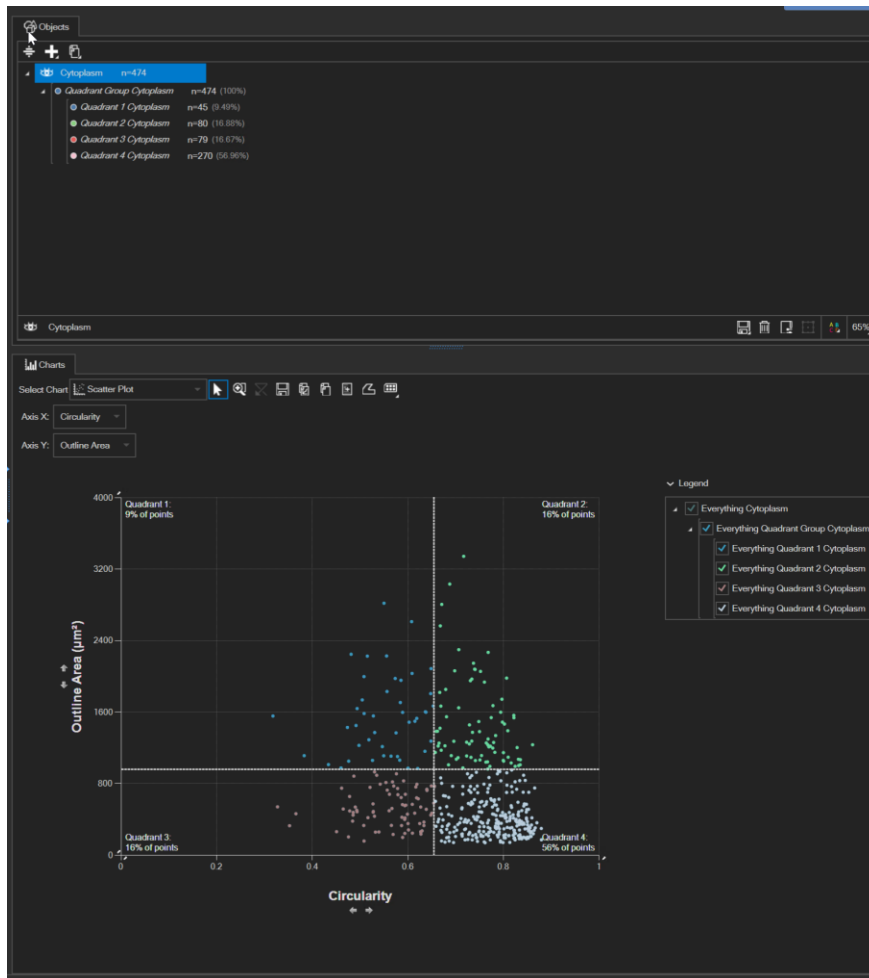 Objects
Cytoplasm n=474
Quadrant Group Cytoplasm n=474 (100%)
Quadrant 1 Cytoplasm n=45 (9.49%)
Quadrant 2 Cytoplasm n=80 (16.88%)
Quadrant 3 Cytoplasm n=79 (16.67%)
Quadrant 4 Cytoplasm n=270 (56.96%)
Cytoplasm 65%
Charts
Select Chart Scatter Plot
Axis X: Circularity
Axis Y: Outline Area
Legend
Everything Cytoplasm
Everything Quadrant Group Cytoplasm
Everything Quadrant 1 Cytoplasm
Everything Quadrant 2 Cytoplasm
Everything Quadrant 3 Cytoplasm
Everything Quadrant 4 Cytoplasm
Quadrant 1:
9% of points
Quadrant 2:
16% of points
4000
3200
2400
1600
800
0
Outline Area (µm²)
Quadrant 3:
16% of points
Quadrant 4:
56% of points
0 0.2 0.4 0.6 0.8 1
Circularity